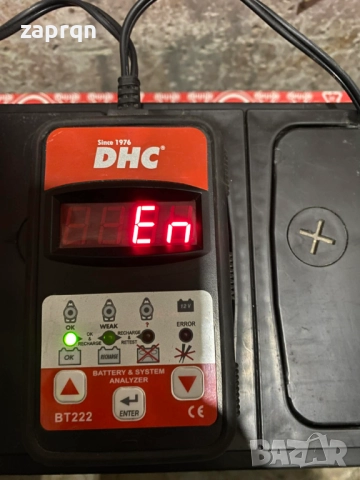 zaprqn
Since 1976
DHC®
En
12V
OK
OK & RECHARGE
WEAK
RECHARGE & RETEST
?
ERROR
OK!
RECHARGE
BATTERY & SYSTEM
ANALYZER
BT222
ENTER
CE
bazar